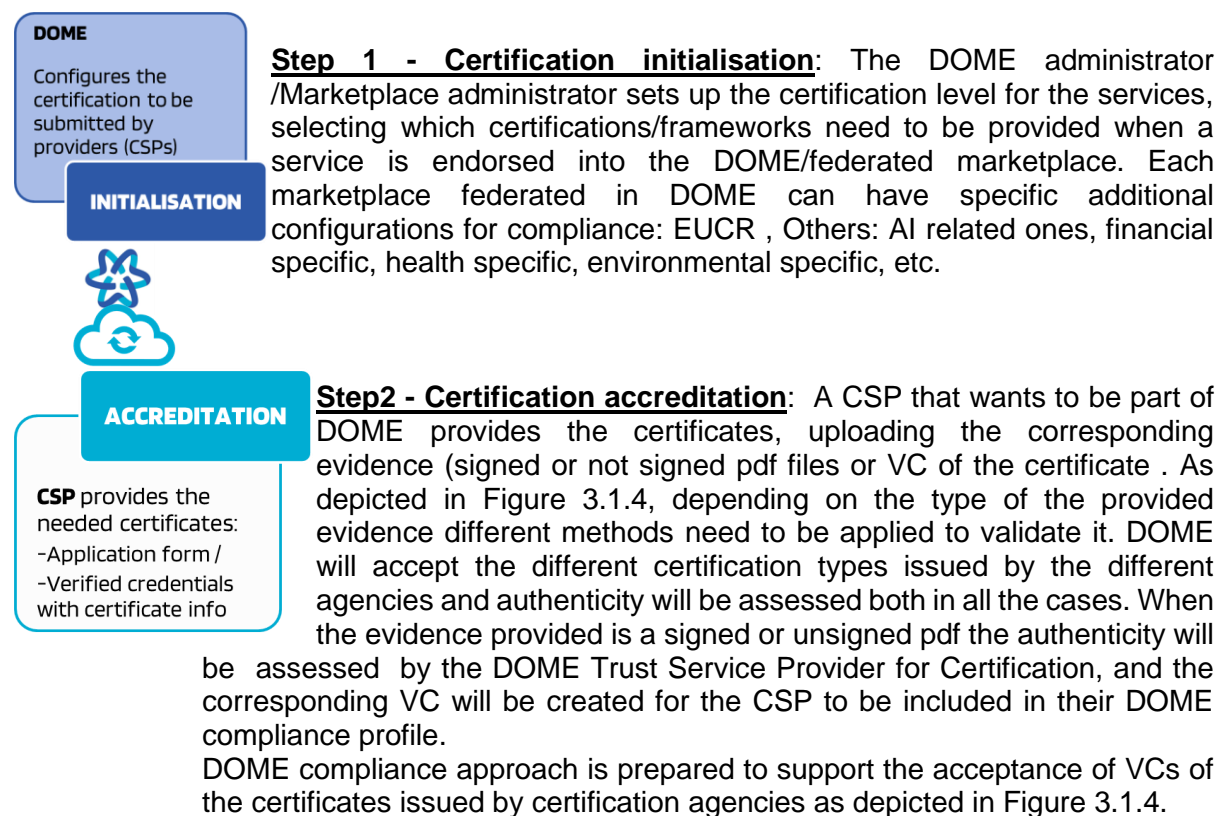 DOME
Configures the
certification to be
submitted by
providers (CSPs)
INITIALISATION
Step 1 - Certification initialisation: The DOME administrator
/Marketplace administrator sets up the certification level for the services,
selecting which certifications/frameworks need to be provided when a
service is endorsed into the DOME/federated marketplace. Each
marketplace federated in DOME can have specific additional
configurations for compliance: EUCR , Others: AI related ones, financial
specific, health specific, environmental specific, etc.
ACCREDITATION
CSP provides the
needed certificates:
-Application form /
-Verified credentials
with certificate info
Step2 - Certification accreditation: A CSP that wants to be part of
DOME provides the certificates, uploading the corresponding
evidence (signed or not signed pdf files or VC of the certificate . As
depicted in Figure 3.1.4, depending on the type of the provided
evidence different methods need to be applied to validate it. DOME
will accept the different certification types issued by the different
agencies and authenticity will be assessed both in all the cases. When
the evidence provided is a signed or unsigned pdf the authenticity will
be assessed by the DOME Trust Service Provider for Certification, and the
corresponding VC will be created for the CSP to be included in their DOME
compliance profile.
DOME compliance approach is prepared to support the acceptance of VCs of
the certificates issued by certification agencies as depicted in Figure 3.1.4.